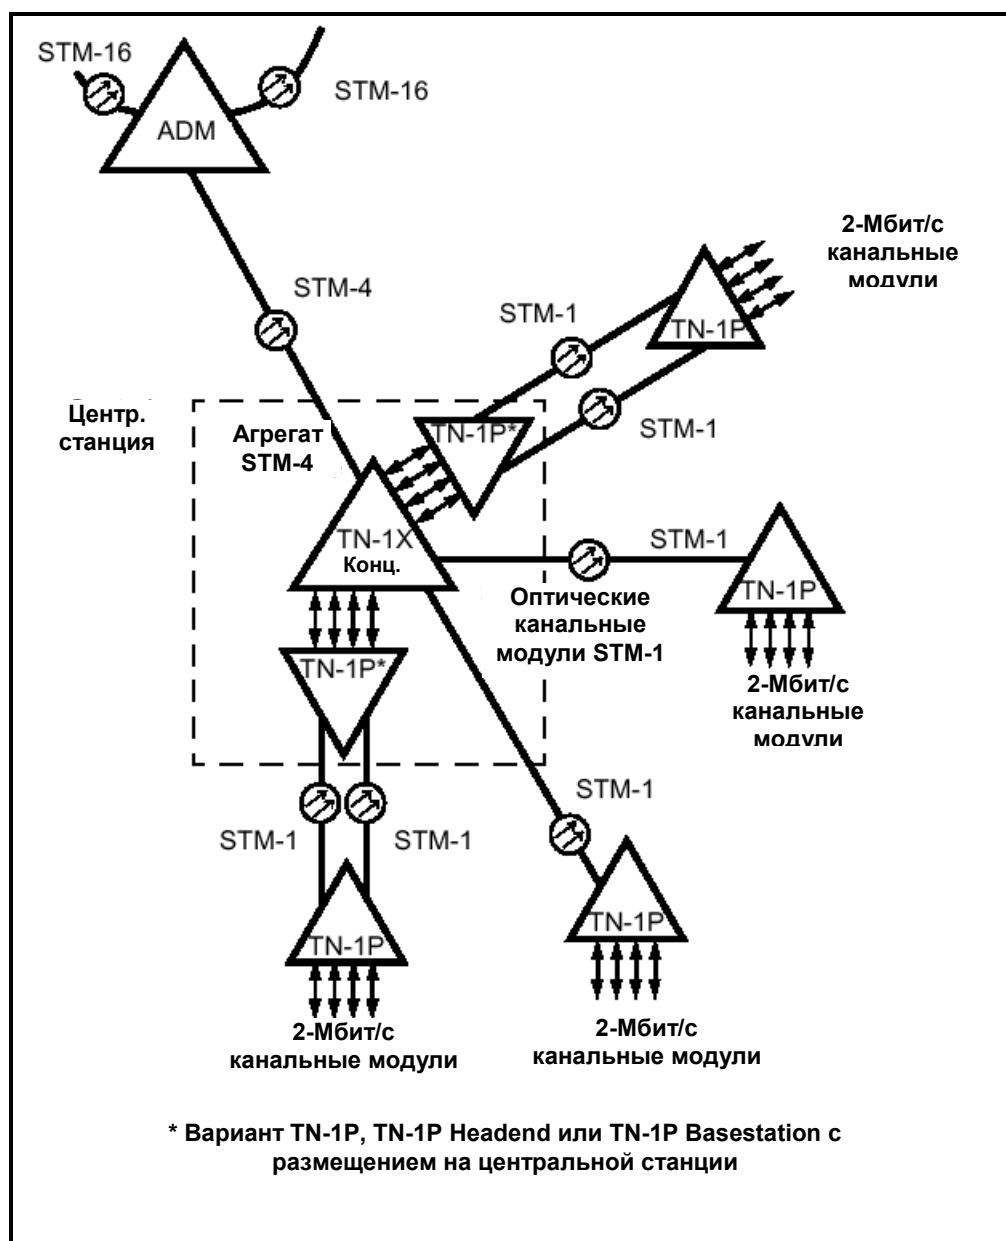 STM-16
STM-16
ADM
2-Мбит/с
канальные
модули
STM-4
STM-1
TN-1P
STM-1
Центр.
станция
Агрегат
STM-4
TN-1P*
TN-1X
Конц.
STM-1
TN-1P
Оптические
канальные
модули STM-1
TN-1P*
2-Мбит/с
канальные
модули
STM-1
STM-1
STM-1
TN-1P
TN-1P
2-Мбит/с
канальные модули
2-Мбит/с
канальные модули
* Вариант TN-1P, TN-1P Headend или TN-1P Basestation с
размещением на центральной станции